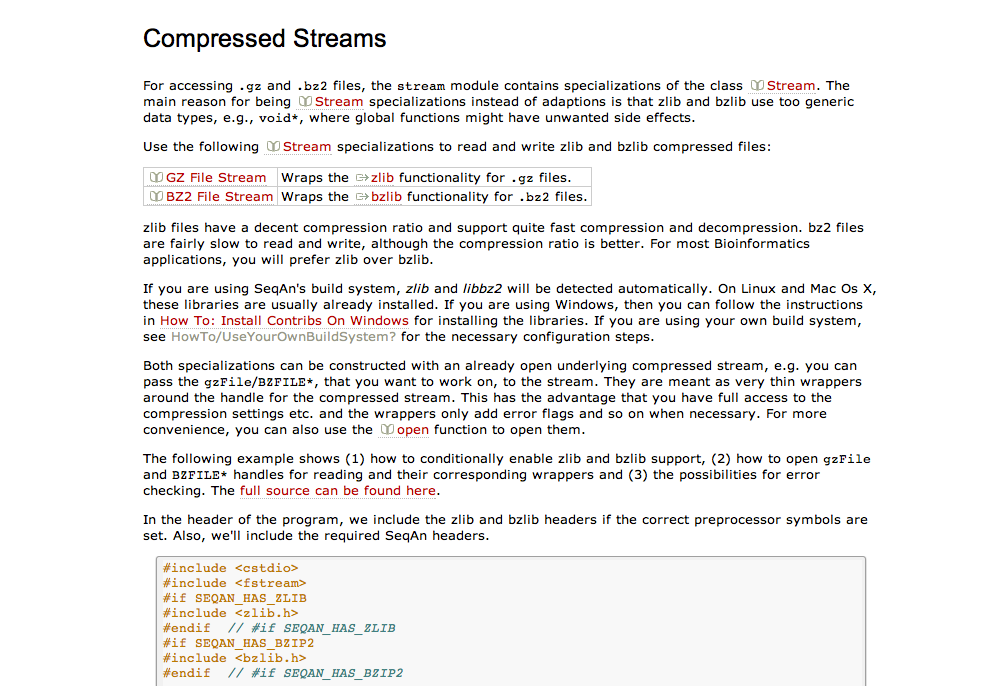 Compressed Streams
For accessing .gz and .bz2 files, the stream module contains specializations of the class Stream. The
main reason for being Stream specializations instead of adaptions is that zlib and bzlib use too generic
data types, e.g., void*, where global functions might have unwanted side effects.
Use the following Stream specializations to read and write zlib and bzlib compressed files:
GZ File Stream Wraps the zlib functionality for .gz files.
BZ2 File Stream Wraps the bzlib functionality for .bz2 files.
zlib files have a decent compression ratio and support quite fast compression and decompression. bz2 files
are fairly slow to read and write, although the compression ratio is better. For most Bioinformatics
applications, you will prefer zlib over bzlib.
If you are using SeqAn's build system, zlib and libbz2 will be detected automatically. On Linux and Mac Os X,
these libraries are usually already installed. If you are using Windows, then you can follow the instructions
in How To: Install Contribs On Windows for installing the libraries. If you are using your own build system,
see HowTo/UseYourOwnBuildSystem? for the necessary configuration steps.
Both specializations can be constructed with an already open underlying compressed stream, e.g. you can
pass the gzFile/BZFILE*, that you want to work on, to the stream. They are meant as very thin wrappers
around the handle for the compressed stream. This has the advantage that you have full access to the
compression settings etc. and the wrappers only add error flags and so on when necessary. For more
convenience, you can also use the open function to open them.
The following example shows (1) how to conditionally enable zlib and bzlib support, (2) how to open gzFile
and BZFILE* handles for reading and their corresponding wrappers and (3) the possibilities for error
checking. The full source can be found here.
In the header of the program, we include the zlib and bzlib headers if the correct preprocessor symbols are
set. Also, we'll include the required SeqAn headers.
#include <cstdio>
#include <fstream>
#if SEQAN_HAS_ZLIB
#include <zlib.h>
#endif  // #if SEQAN_HAS_ZLIB
#if SEQAN_HAS_BZIP2
#include <bzlib.h>
#endif  // #if SEQAN_HAS_BZIP2